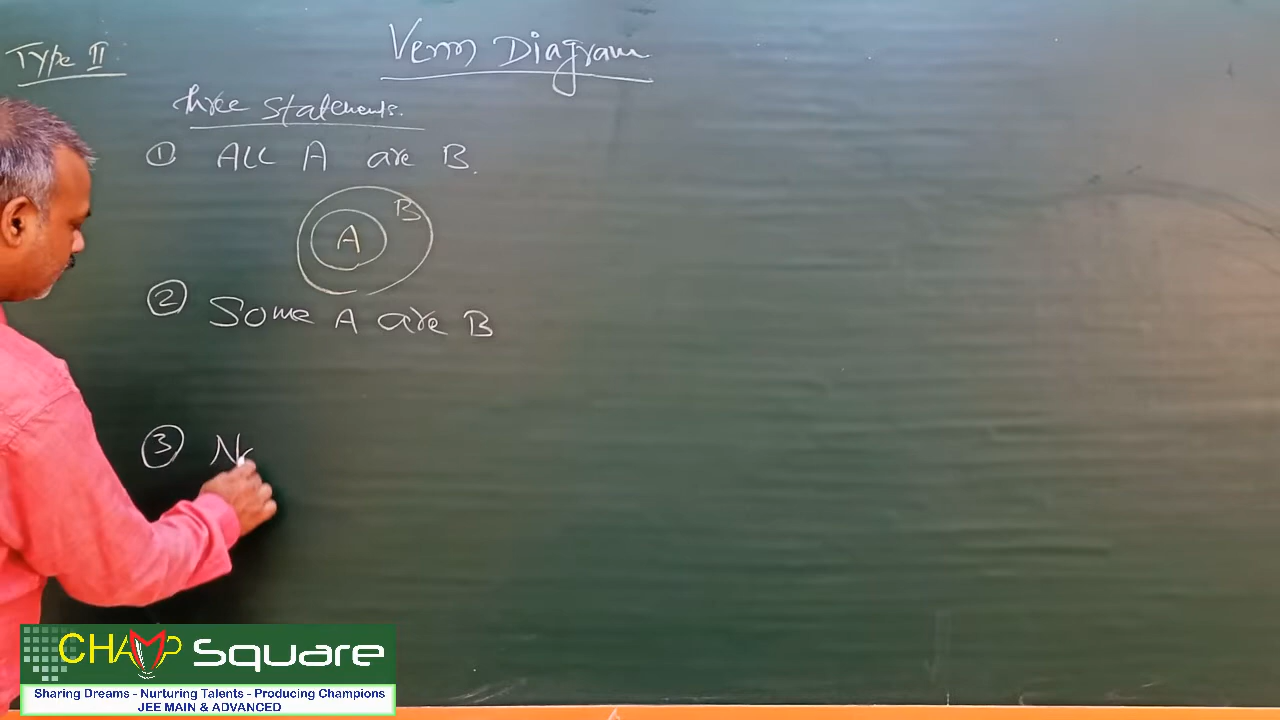 Type II
Venn Diagram
three statements.
① All A are B.
A B
② Some A are B
③ No
CHAMP Square
Sharing Dreams - Nurturing Talents - Producing Champions
JEE MAIN & ADVANCED